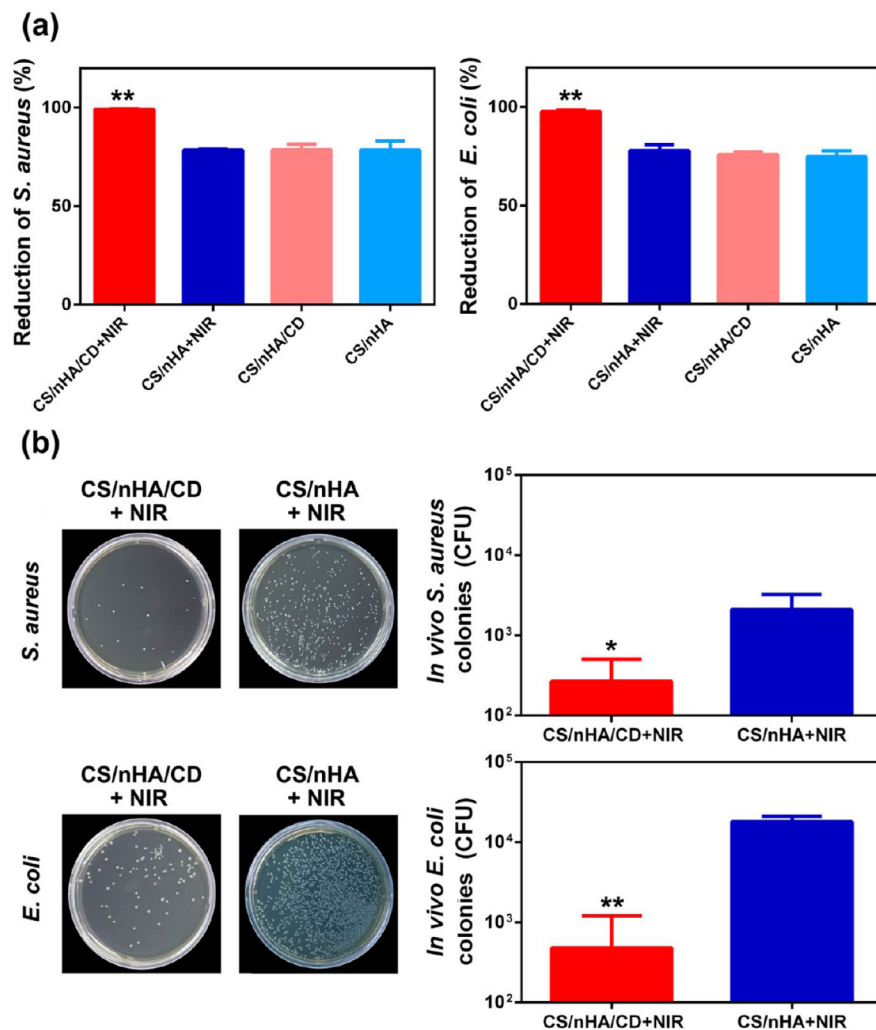 (a)
Reduction of S. aureus (%)
100
50
0
**
CS/nHA/CD+NIR
CS/nHA+NIR
CS/nHA/CD
CS/nHA
Reduction of E. coli (%)
100
50
0
**
CS/nHA/CD+NIR
CS/nHA+NIR
CS/nHA/CD
CS/nHA
(b)
CS/nHA/CD
+ NIR
CS/nHA
+ NIR
S. aureus
In vivo S. aureus
colonies (CFU)
10⁵
10⁴
10³
10²
*
CS/nHA/CD+NIR
CS/nHA+NIR
CS/nHA/CD
+ NIR
CS/nHA
+ NIR
E. coli
In vivo E. coli
colonies (CFU)
10⁵
10⁴
10³
10²
**
CS/nHA/CD+NIR
CS/nHA+NIR